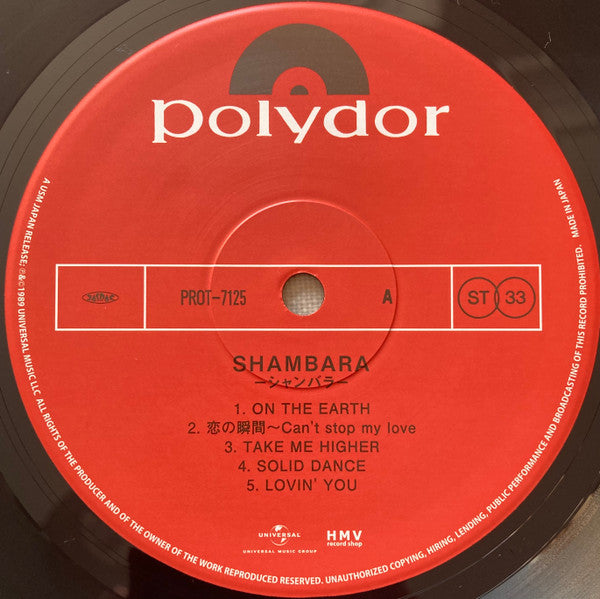 polydor
PROT-7125
A
ST 33
SHAMBARA
ーシャンバラー
1. ON THE EARTH
2. 恋の瞬間〜Can't stop my love
3. TAKE ME HIGHER
4. SOLID DANCE
5. LOVIN' YOU
UNIVERSAL
UNIVERSAL MUSIC GROUP
HMV
record shop
A USM JAPAN RELEASE; ℗&©1989 UNIVERSAL MUSIC LLC ALL RIGHTS OF THE PRODUCER AND OF THE OWNER OF THE WORK REPRODUCED RESERVED. UNAUTHORIZED COPYING, HIRING, LENDING, PUBLIC PERFORMANCE AND BROADCASTING OF THIS RECORD PROHIBITED. MADE IN JAPAN